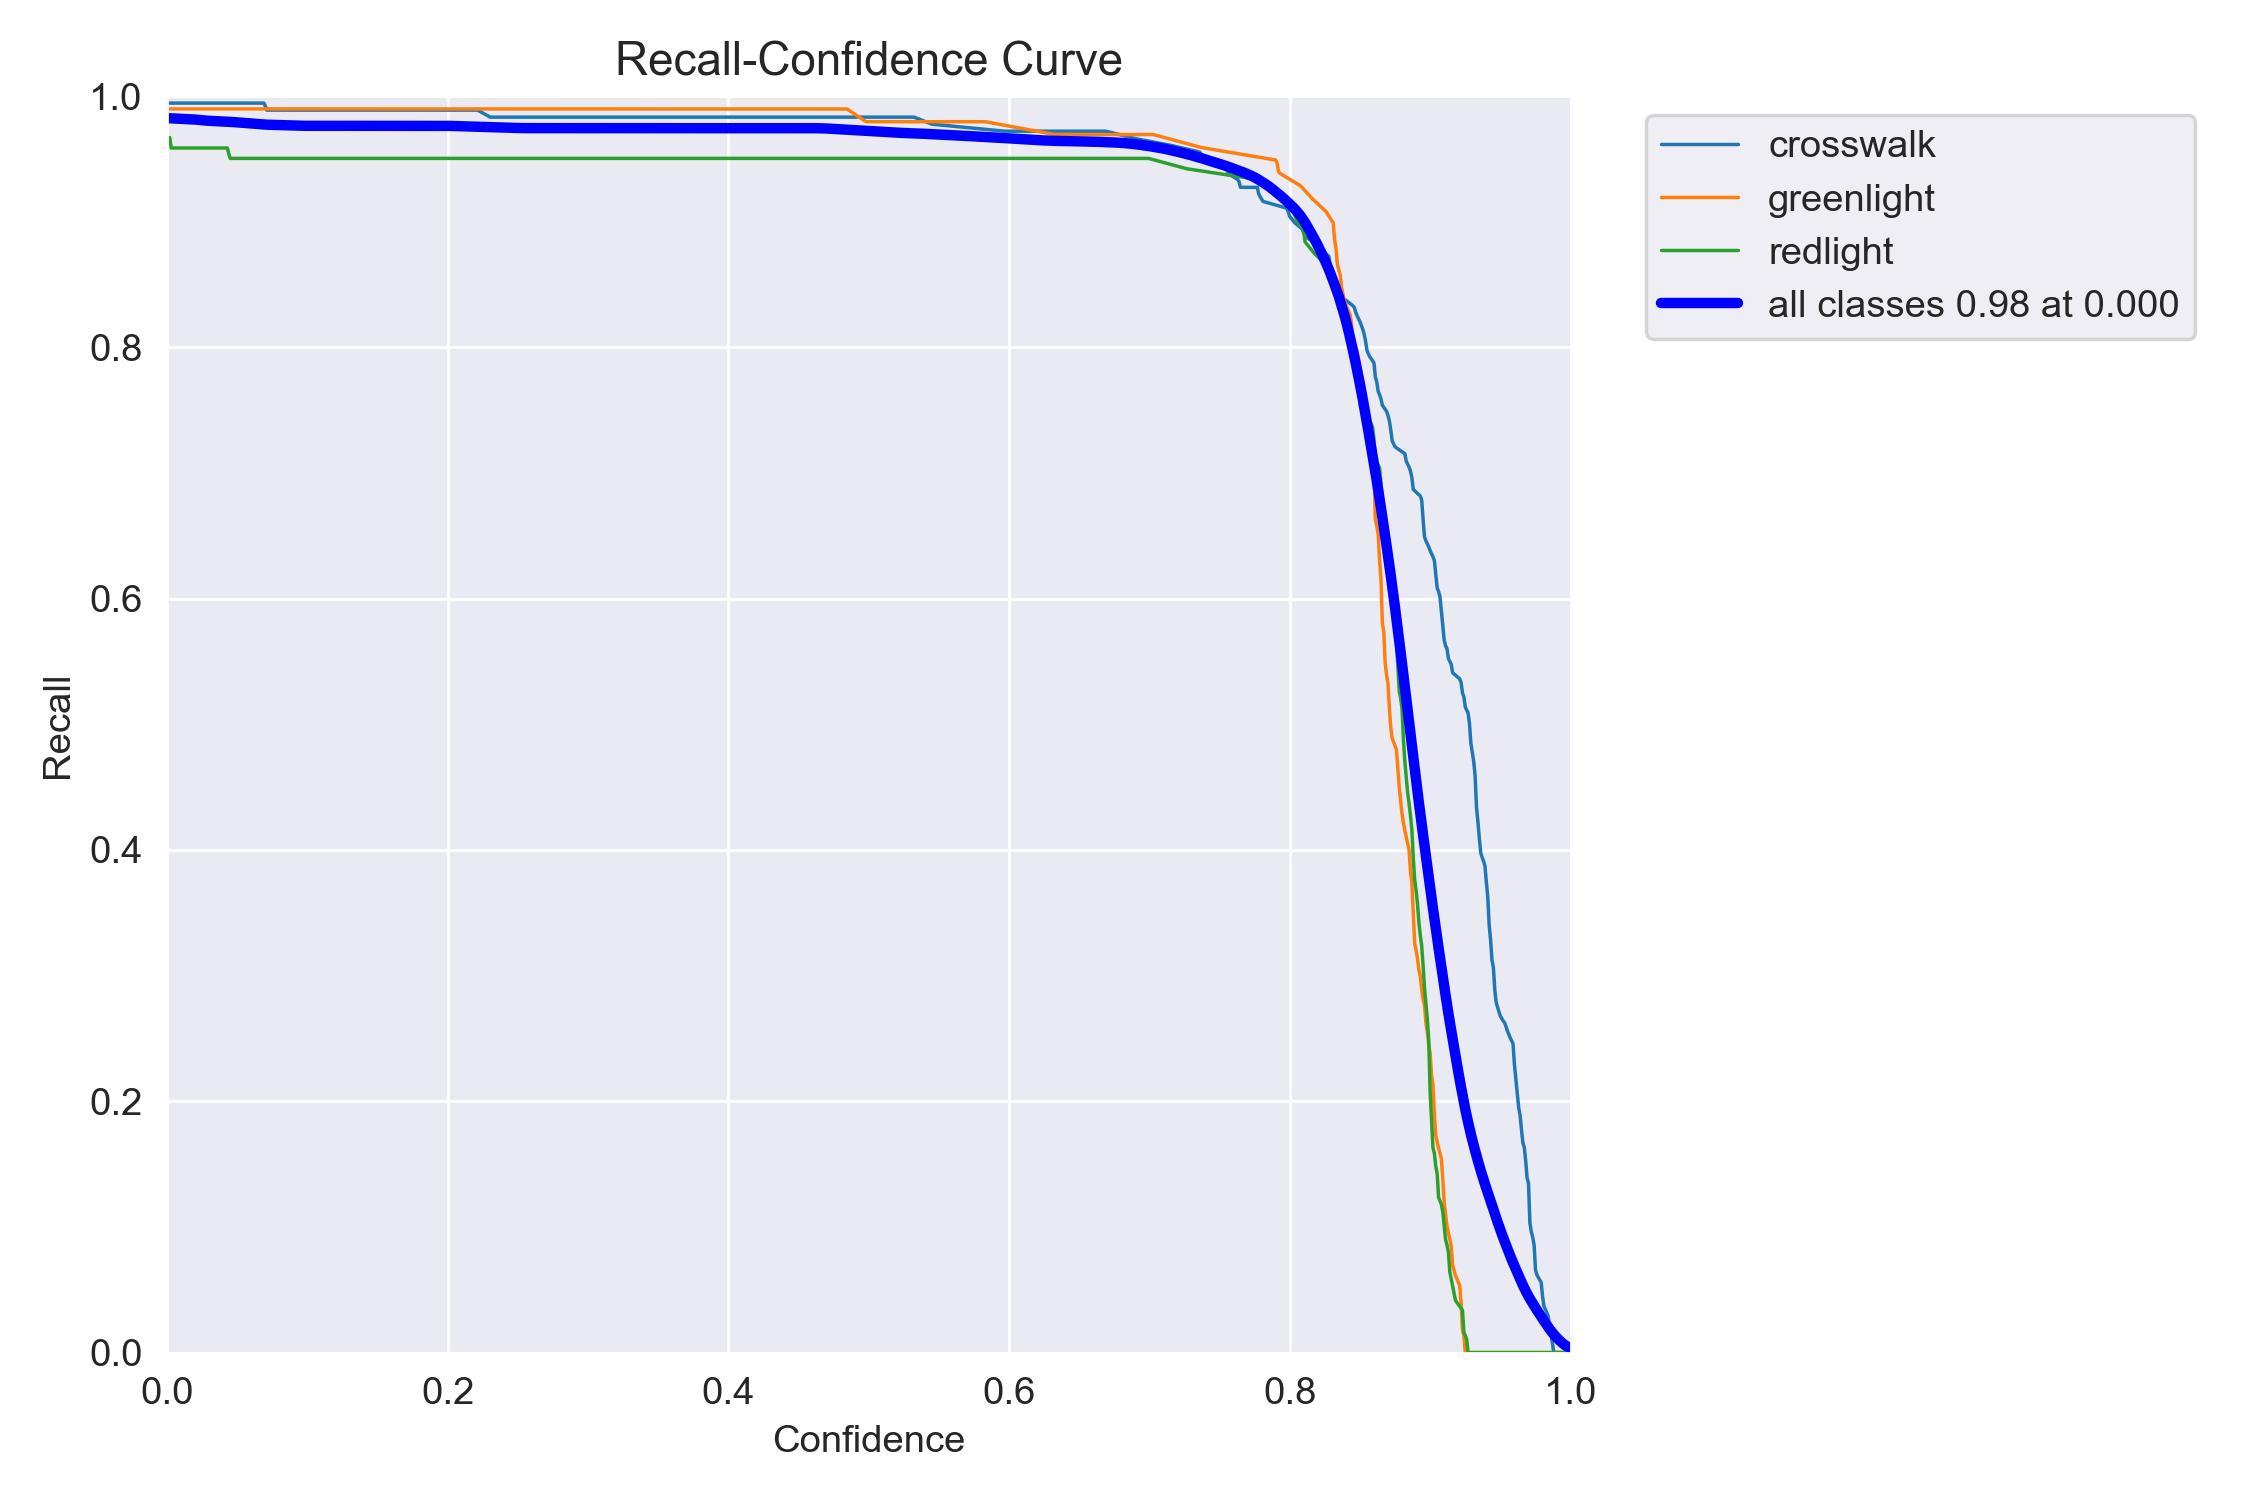 Recall-Confidence Curve
1.0
0.8
0.6
0.4
0.2
0.0
Recall
0.0 0.2 0.4 0.6 0.8 1.0
Confidence
crosswalk
greenlight
redlight
all classes 0.98 at 0.000